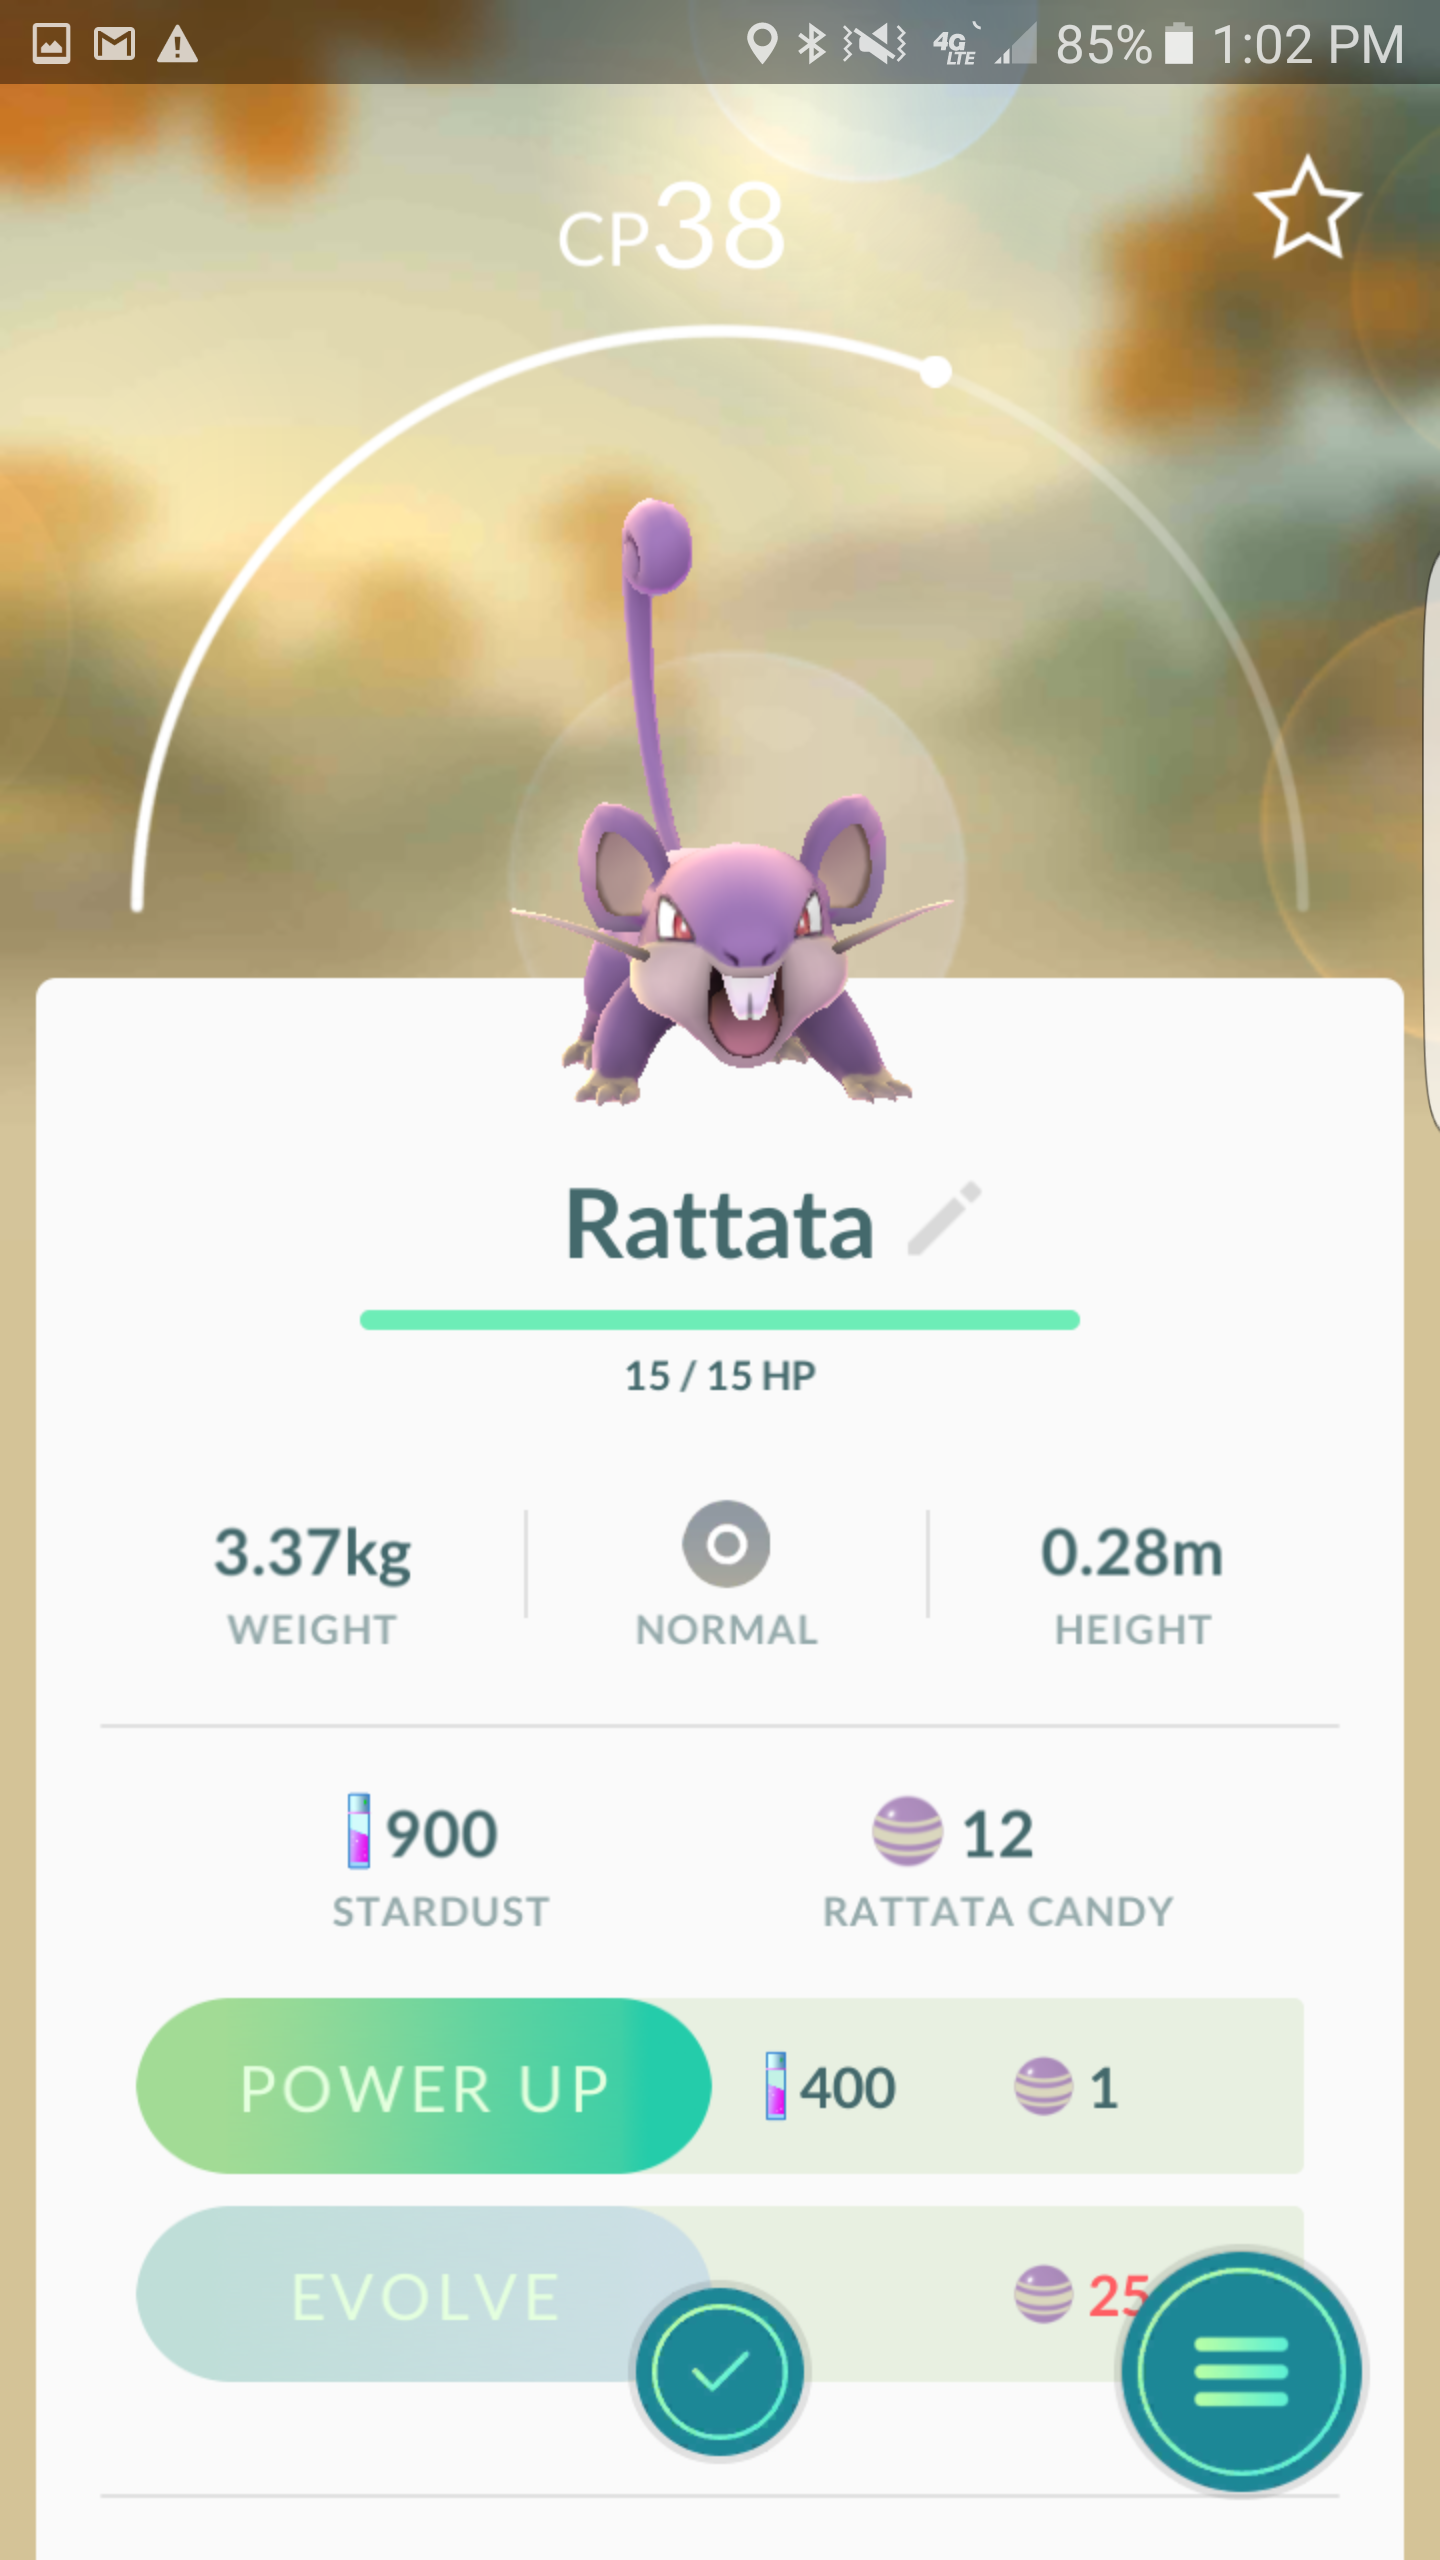 4G LTE 85% 1:02 PM
CP38
Rattata
15 / 15 HP
3.37kg NORMAL 0.28m
WEIGHT HEIGHT
900 12
STARDUST RATTATA CANDY
POWER UP 400 1
EVOLVE 25